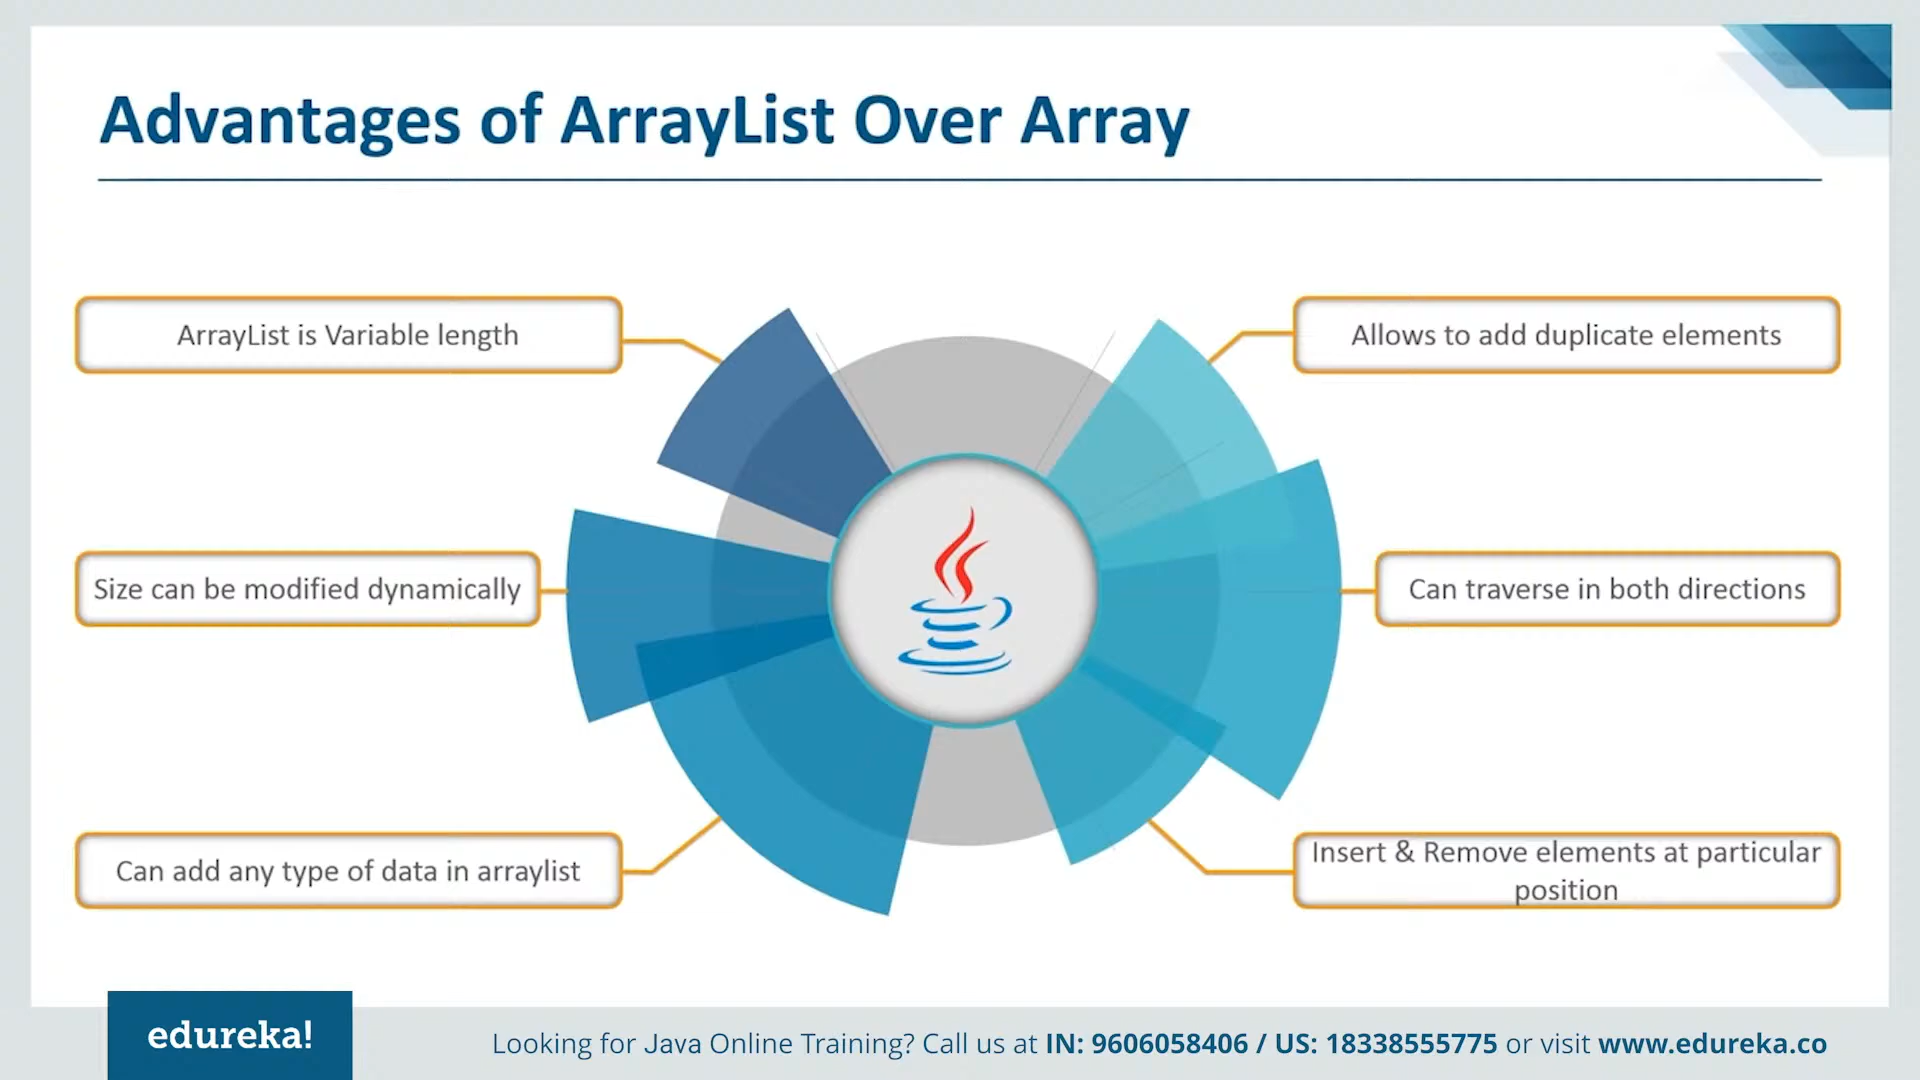 Advantages of ArrayList Over Array
ArrayList is Variable length
Allows to add duplicate elements
Size can be modified dynamically
Can traverse in both directions
Can add any type of data in arraylist
Insert & Remove elements at particular
position
edureka!
Looking for Java Online Training? Call us at IN: 9606058406 / US: 18338555775 or visit www.edureka.co